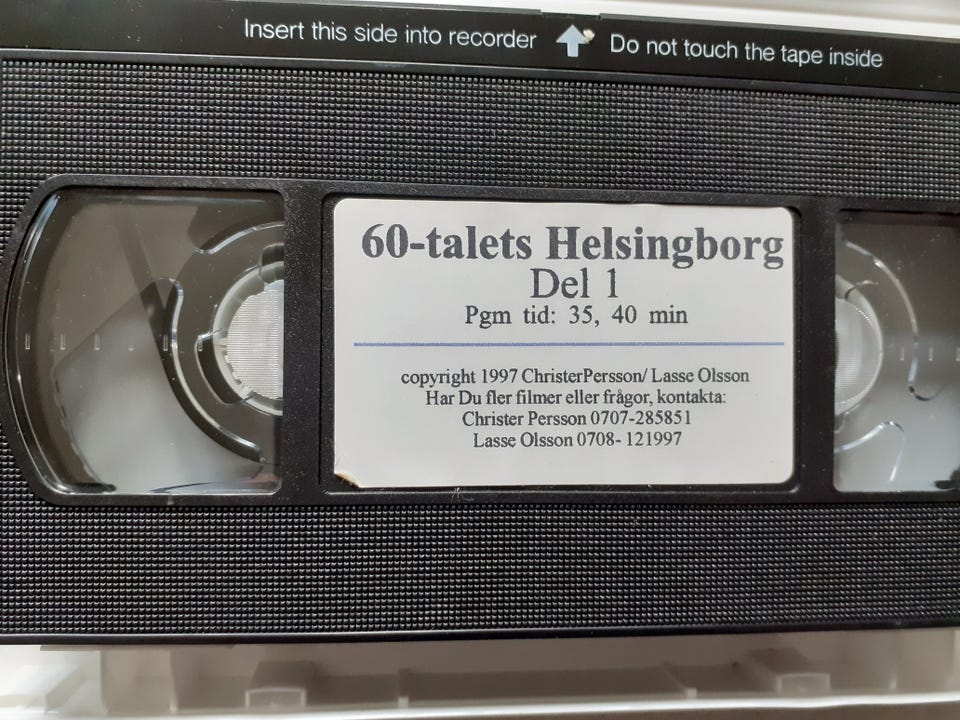 Insert this side into recorder Do not touch the tape inside
60-talets Helsingborg
Del 1
Pgm tid: 35, 40 min
copyright 1997 ChristerPersson/ Lasse Olsson
Har Du fler filmer eller frågor, kontakta:
Christer Persson 0707-285851
Lasse Olsson 0708- 121997